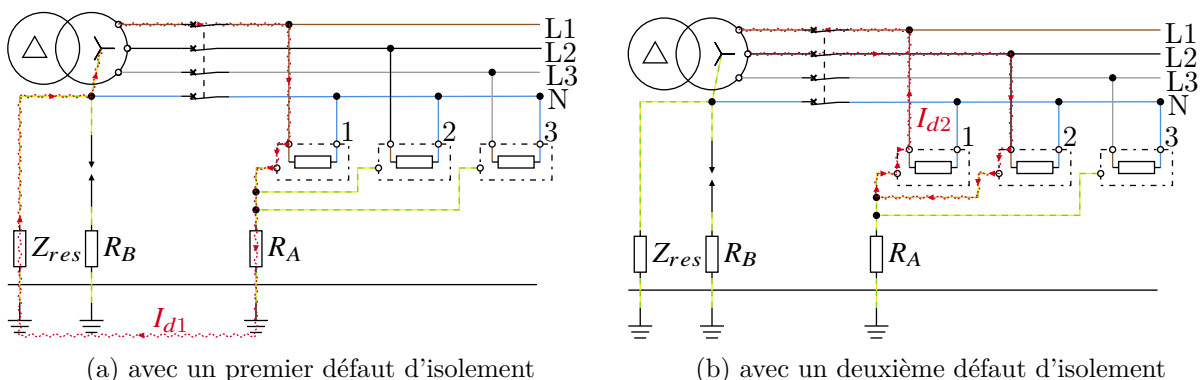 L1
L2
L3
N
1
2
3
Z_res
R_B
R_A
I_d1
(a) avec un premier défaut d'isolement
L1
L2
L3
N
I_d2
1
2
3
Z_res
R_B
R_A
(b) avec un deuxième défaut d'isolement